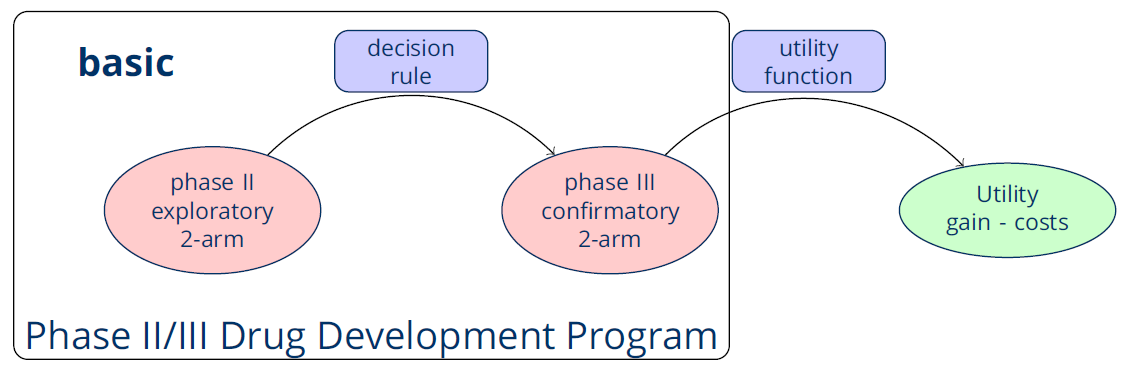 basic
decision
rule
utility
function
phase II
exploratory
2-arm
phase III
confirmatory
2-arm
Utility
gain - costs
Phase II/III Drug Development Program